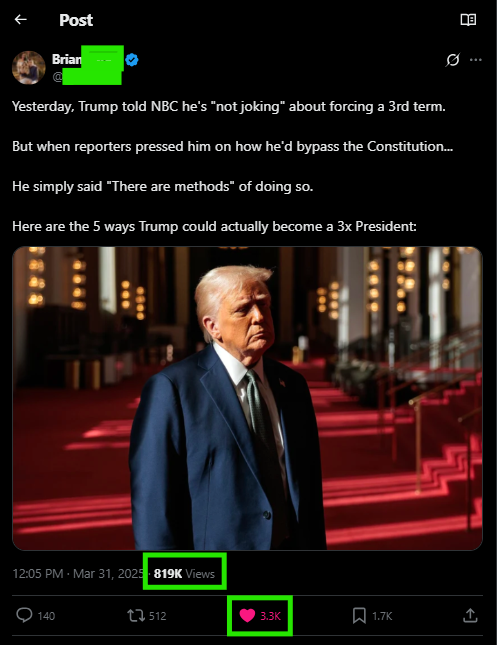 Post
Brian
@
Yesterday, Trump told NBC he's "not joking" about forcing a 3rd term.
But when reporters pressed him on how he'd bypass the Constitution...
He simply said "There are methods" of doing so.
Here are the 5 ways Trump could actually become a 3x President:
12:05 PM · Mar 31, 2025 · 819K Views
140 512 3.3K 1.7K